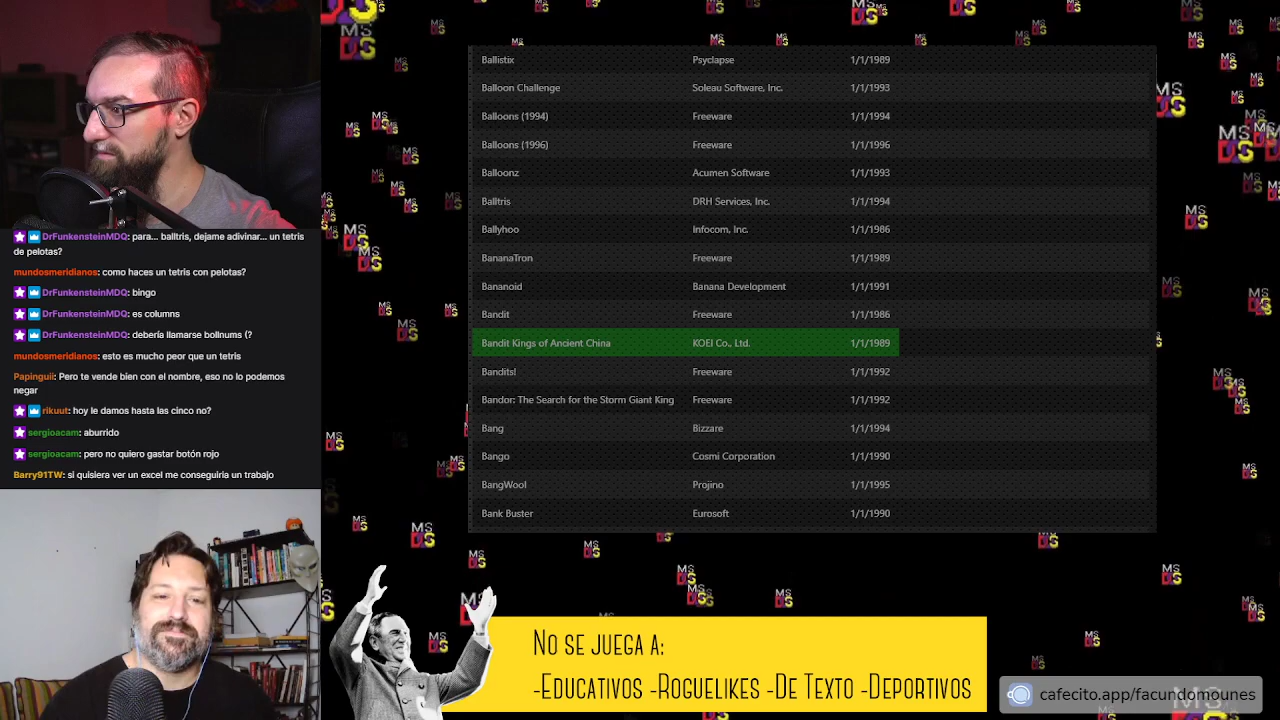 Ballistix Psyclapse 1/1/1989
Balloon Challenge Soleau Software, Inc. 1/1/1993
Balloons (1994) Freeware 1/1/1994
Balloons (1996) Freeware 1/1/1996
Balloonz Acumen Software 1/1/1993
Balltris DRH Services, Inc. 1/1/1994
Ballyhoo Infocom, Inc. 1/1/1986
BananaTron Freeware 1/1/1989
Bananoid Banana Development 1/1/1991
Bandit Freeware 1/1/1986
Bandit Kings of Ancient China KOEI Co., Ltd. 1/1/1989
Bandits! Freeware 1/1/1992
Bandor: The Search for the Storm Giant King Freeware 1/1/1992
Bang Bizzare 1/1/1994
Bango Cosmi Corporation 1/1/1990
BangWool Projino 1/1/1995
Bank Buster Eurosoft 1/1/1990
DrFunkensteinMDQ: para... balltris, dejame adivinar... un tetris
de pelotas?
mundosmeridianos: como haces un tetris con pelotas?
DrFunkensteinMDQ: bingo
DrFunkensteinMDQ: es columns
DrFunkensteinMDQ: debería llamarse bollnums (?
mundosmeridianos: esto es mucho peor que un tetris
Papinguii: Pero te vende bien con el nombre, eso no lo podemos
negar
rikuut: hoy le damos hasta las cinco no?
sergioacam: aburrido
sergioacam: pero no quiero gastar botón rojo
Barry91TW: si quisiera ver un excel me conseguiria un trabajo
No se juega a:
-Educativos -Roguelikes -De Texto -Deportivos
cafecito.app/facundomounes